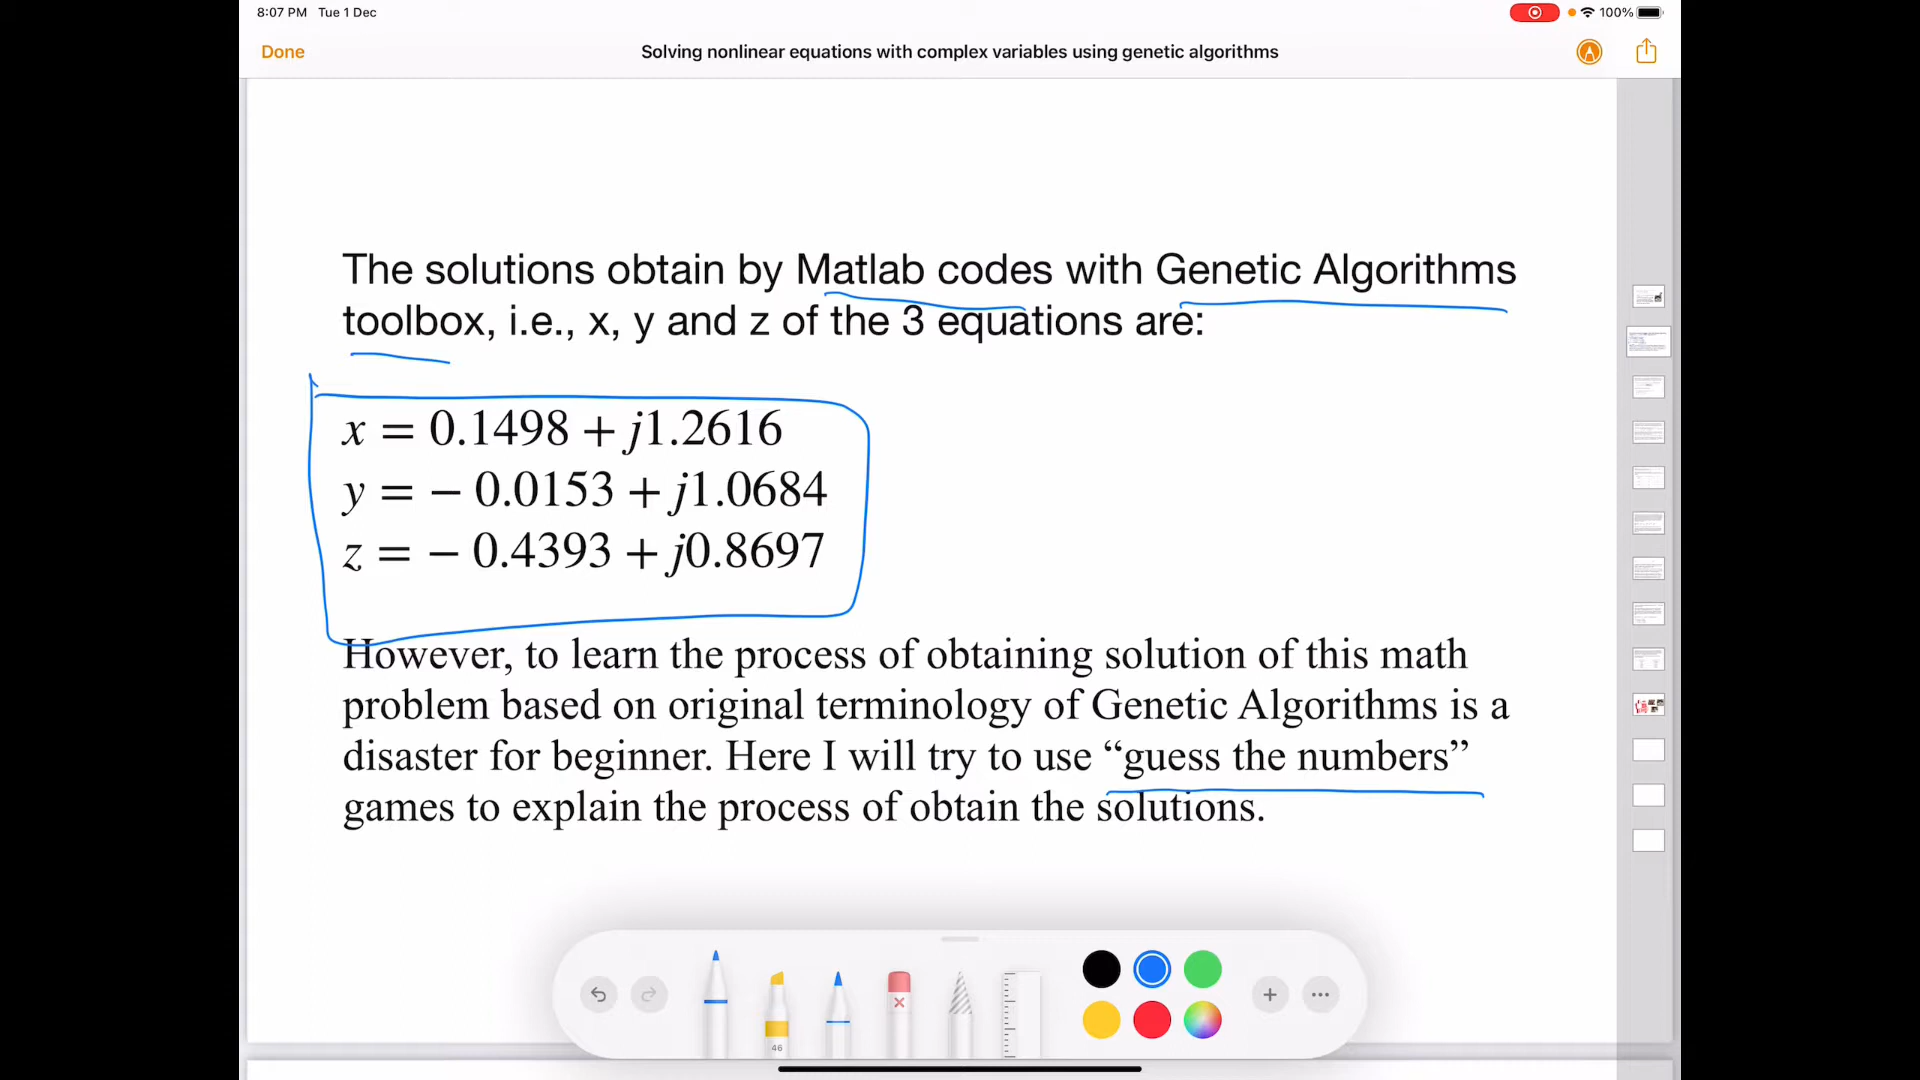 8:07 PM Tue 1 Dec
100%
Done
Solving nonlinear equations with complex variables using genetic algorithms
The solutions obtain by Matlab codes with Genetic Algorithms
toolbox, i.e., x, y and z of the 3 equations are:
x = 0.1498 + j1.2616
y = − 0.0153 + j1.0684
z = − 0.4393 + j0.8697
However, to learn the process of obtaining solution of this math
problem based on original terminology of Genetic Algorithms is a
disaster for beginner. Here I will try to use “guess the numbers”
games to explain the process of obtain the solutions.
46